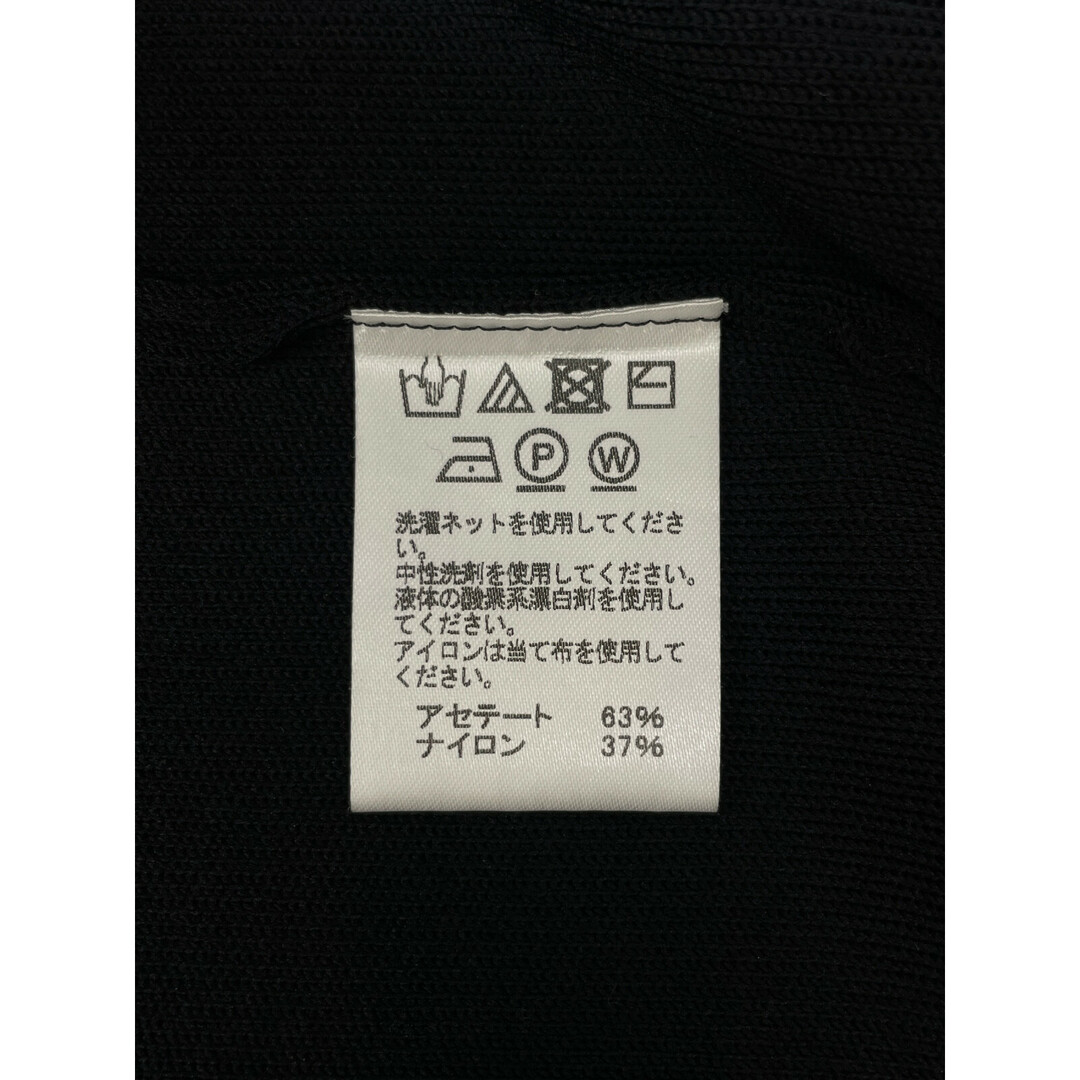 P W
洗濯ネットを使用してくださ
い。
中性洗剤を使用してください。
液体の酸素系漂白剤を使用し
てください。
アイロンは当て布を使用して
ください。
アセテート 63%
ナイロン 37%